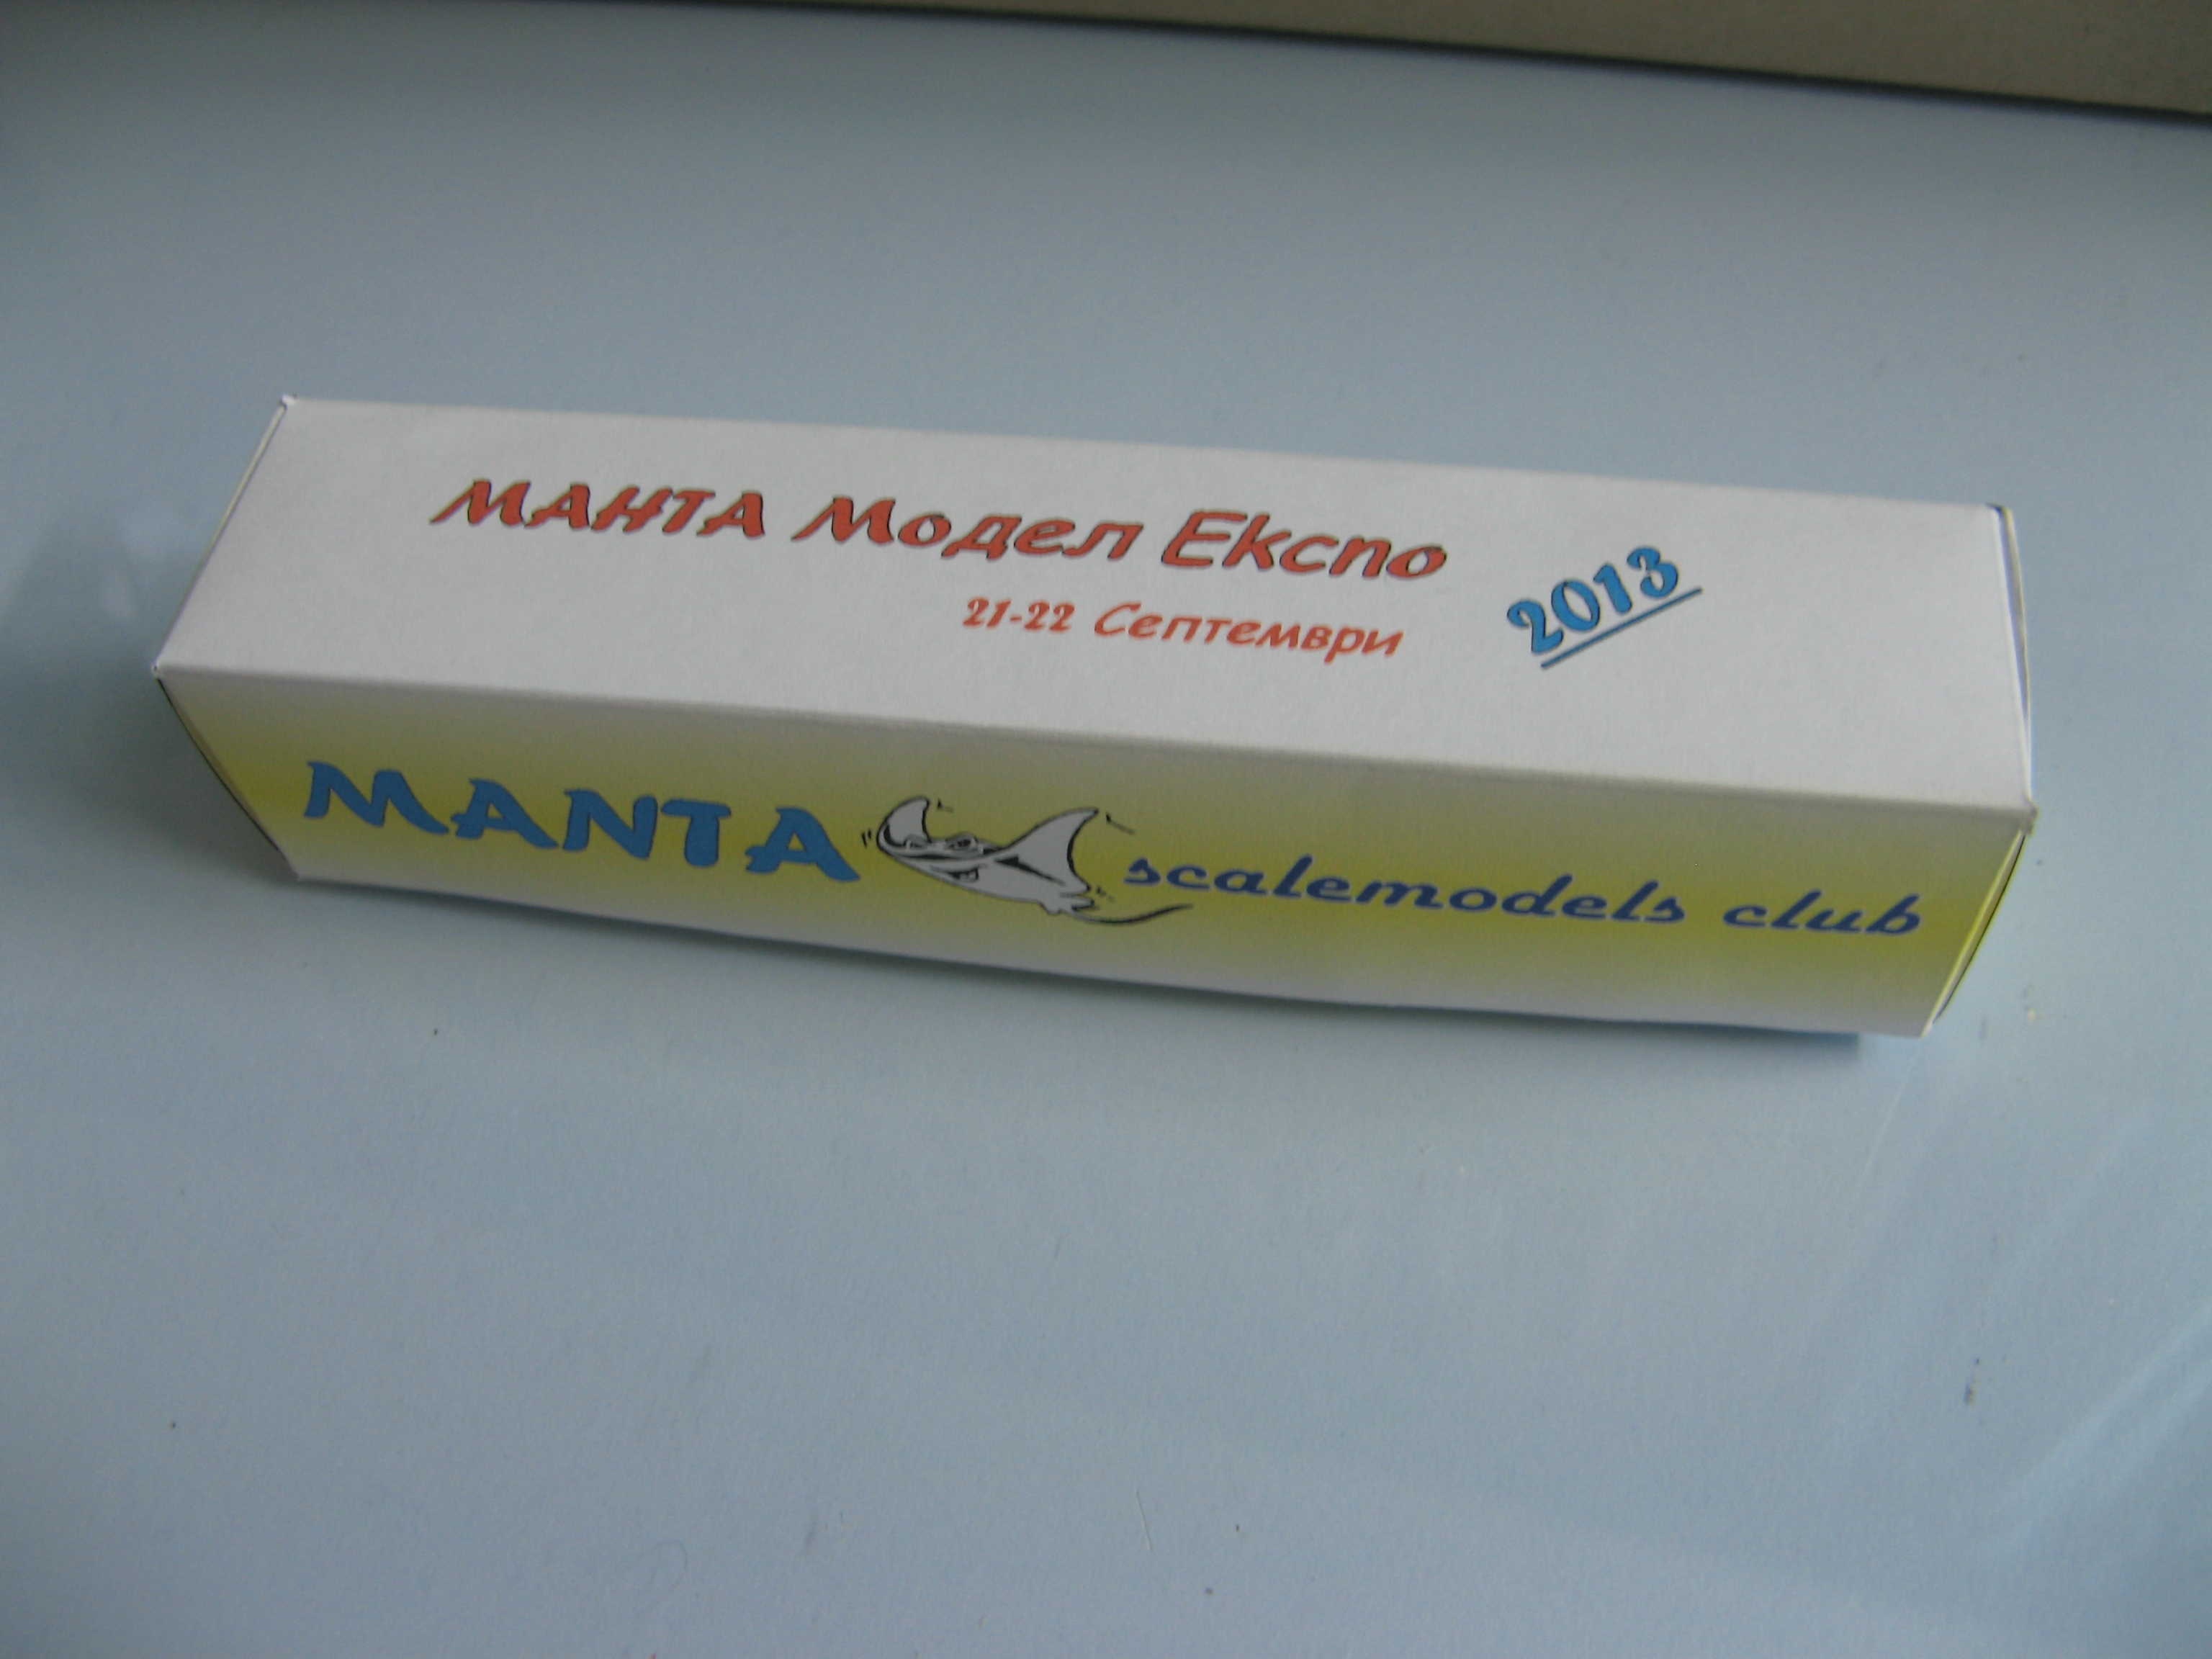 МАНТА Модел Експо
21-22 Септември
2013
MANTA scalemodels club